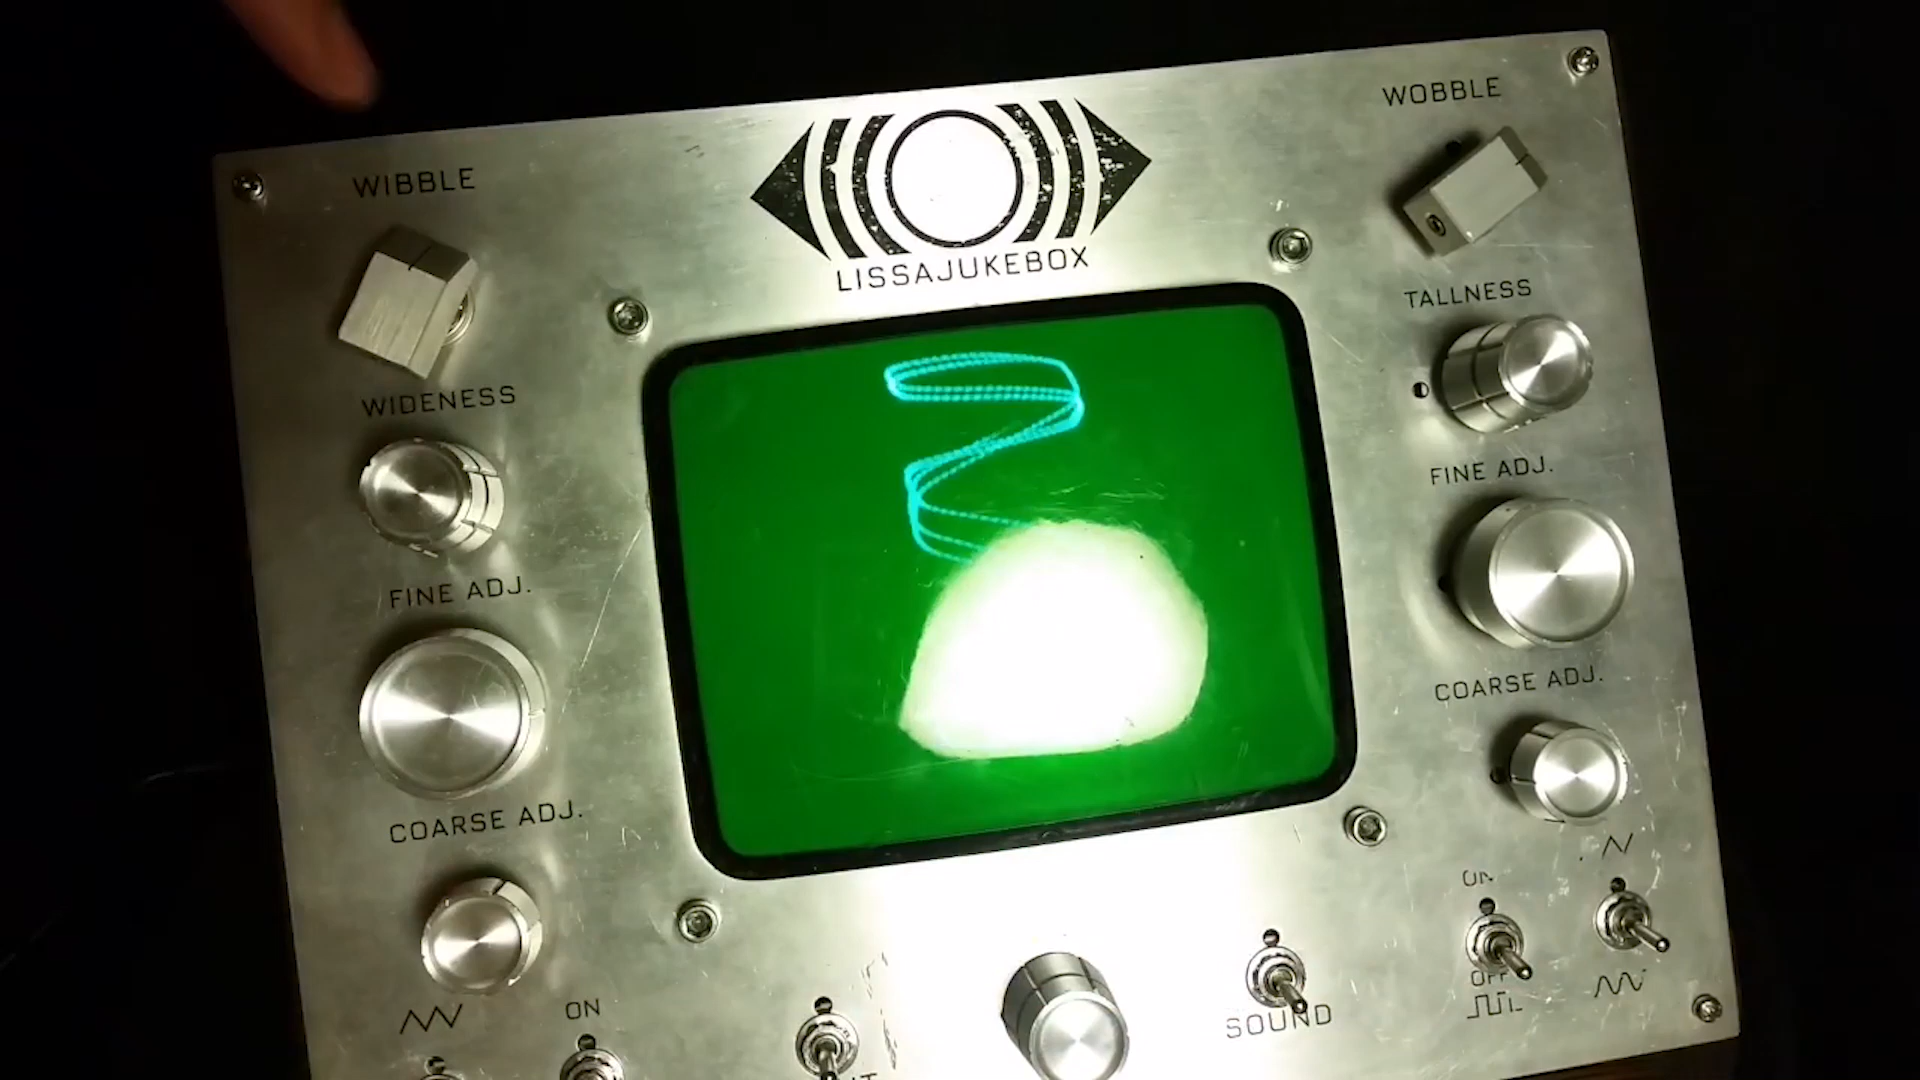 WOBBLE
WIBBLE
LISSAJUKEBOX
TALLNESS
WIDENESS
FINE ADJ.
FINE ADJ.
COARSE ADJ.
COARSE ADJ.
ON
OFF
ON
SOUND